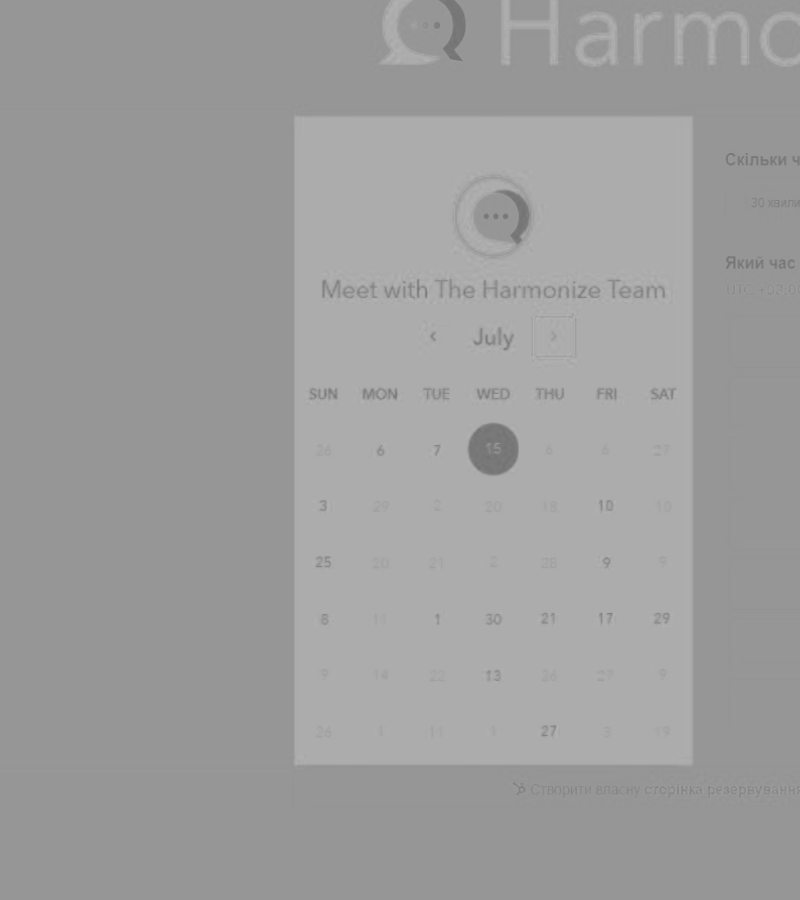 Harmo
Скільки ч
30 хвили
Meet with The Harmonize Team
Який час
UTC +02:00
July
SUN MON TUE WED THU FRI SAT
26 6 7 15 6 6 27
3 29 2 20 18 10 10
25 20 21 2 28 9 9
8 11 1 30 21 17 29
9 14 22 13 26 27 9
26 1 11 1 27 3 19
Створити власну сторінка резервуванн